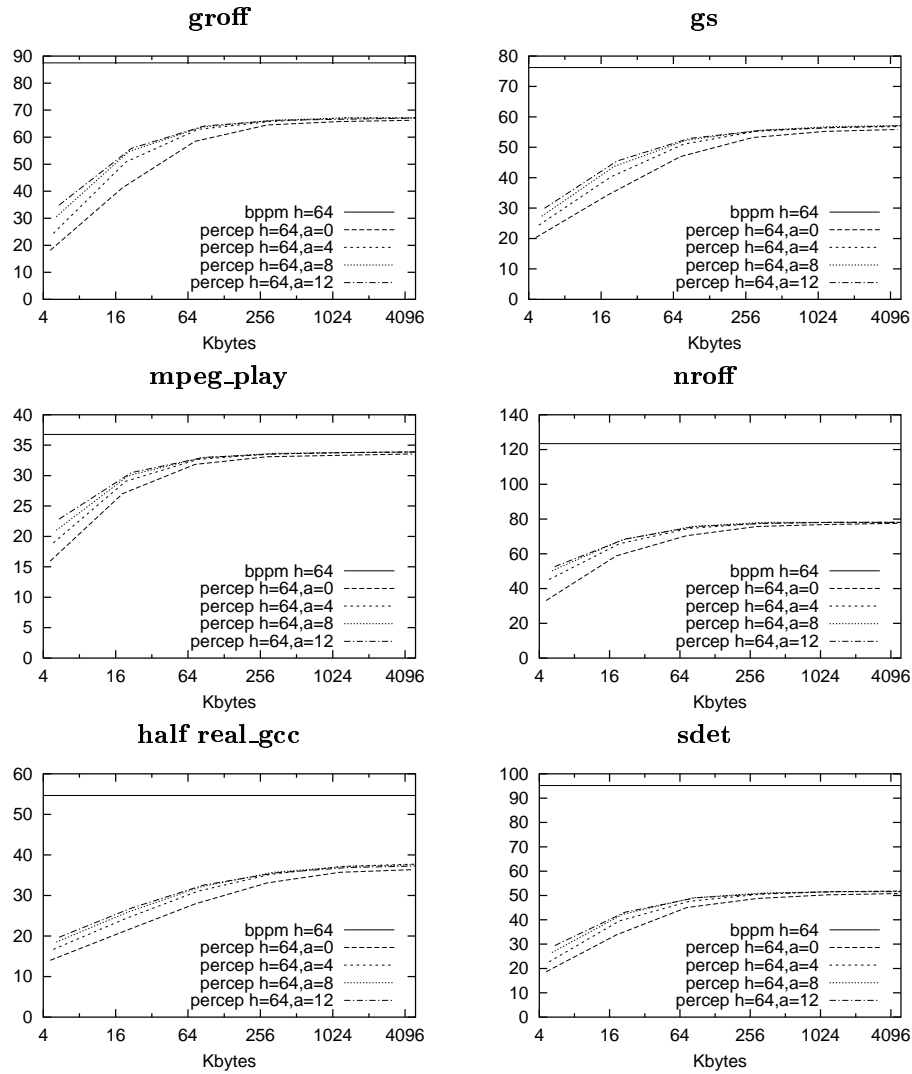 groff
90
80
70
60
50
40
30
20
10
0
bppm h=64
percep h=64,a=0
percep h=64,a=4
percep h=64,a=8
percep h=64,a=12
4 16 64 256 1024 4096
Kbytes
gs
80
70
60
50
40
30
20
10
0
bppm h=64
percep h=64,a=0
percep h=64,a=4
percep h=64,a=8
percep h=64,a=12
4 16 64 256 1024 4096
Kbytes
mpeg_play
40
35
30
25
20
15
10
5
0
bppm h=64
percep h=64,a=0
percep h=64,a=4
percep h=64,a=8
percep h=64,a=12
4 16 64 256 1024 4096
Kbytes
nroff
140
120
100
80
60
40
20
0
bppm h=64
percep h=64,a=0
percep h=64,a=4
percep h=64,a=8
percep h=64,a=12
4 16 64 256 1024 4096
Kbytes
half real_gcc
60
50
40
30
20
10
0
bppm h=64
percep h=64,a=0
percep h=64,a=4
percep h=64,a=8
percep h=64,a=12
4 16 64 256 1024 4096
Kbytes
sdet
100
90
80
70
60
50
40
30
20
10
0
bppm h=64
percep h=64,a=0
percep h=64,a=4
percep h=64,a=8
percep h=64,a=12
4 16 64 256 1024 4096
Kbytes